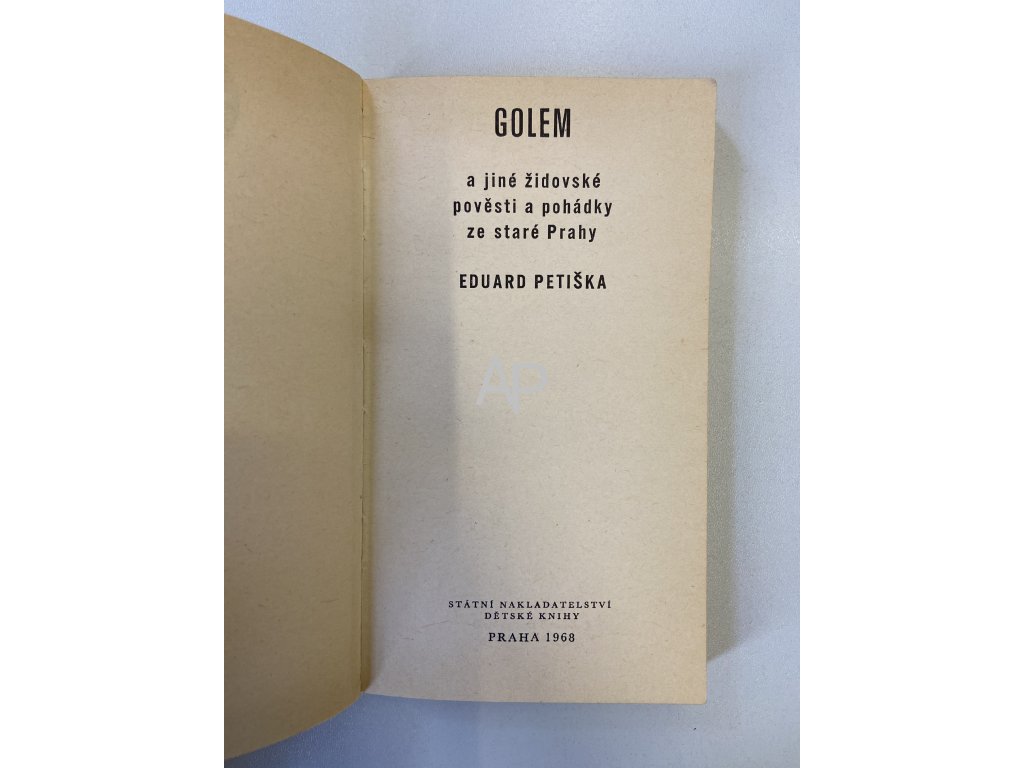 GOLEM
a jiné židovské
pověsti a pohádky
ze staré Prahy
EDUARD PETIŠKA
AP
STÁTNÍ NAKLADATELSTVÍ
DĚTSKÉ KNIHY
PRAHA 1968